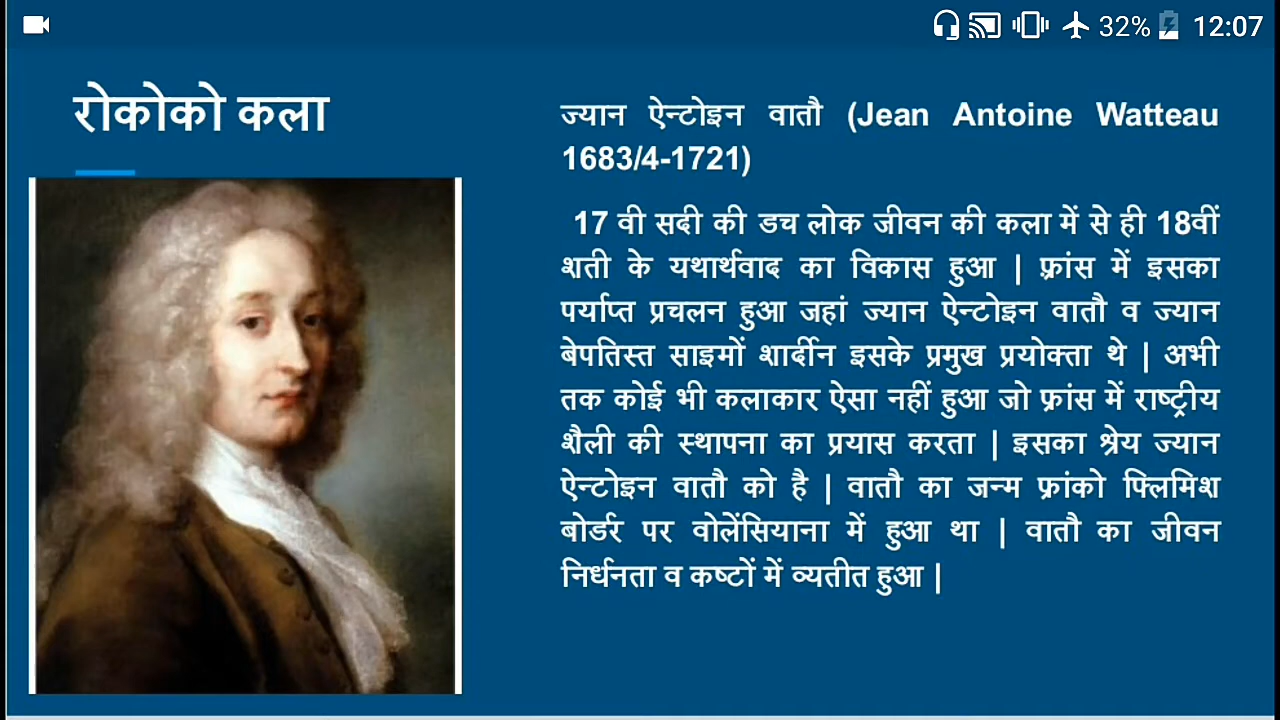 32% 12:07
रोकोको कला
ज्यान ऐन्टोइन वातौ (Jean Antoine Watteau
1683/4-1721)
17 वी सदी की डच लोक जीवन की कला में से ही 18वीं
शती के यथार्थवाद का विकास हुआ | फ़्रांस में इसका
पर्याप्त प्रचलन हुआ जहां ज्यान ऐन्टोइन वातौ व ज्यान
बेपतिस्त साइमों शार्दीन इसके प्रमुख प्रयोक्ता थे | अभी
तक कोई भी कलाकार ऐसा नहीं हुआ जो फ़्रांस में राष्ट्रीय
शैली की स्थापना का प्रयास करता | इसका श्रेय ज्यान
ऐन्टोइन वातौ को है | वातौ का जन्म फ्रांको फ्लिमिश
बोर्डर पर वोलेंसियाना में हुआ था | वातौ का जीवन
निर्धनता व कष्टों में व्यतीत हुआ |